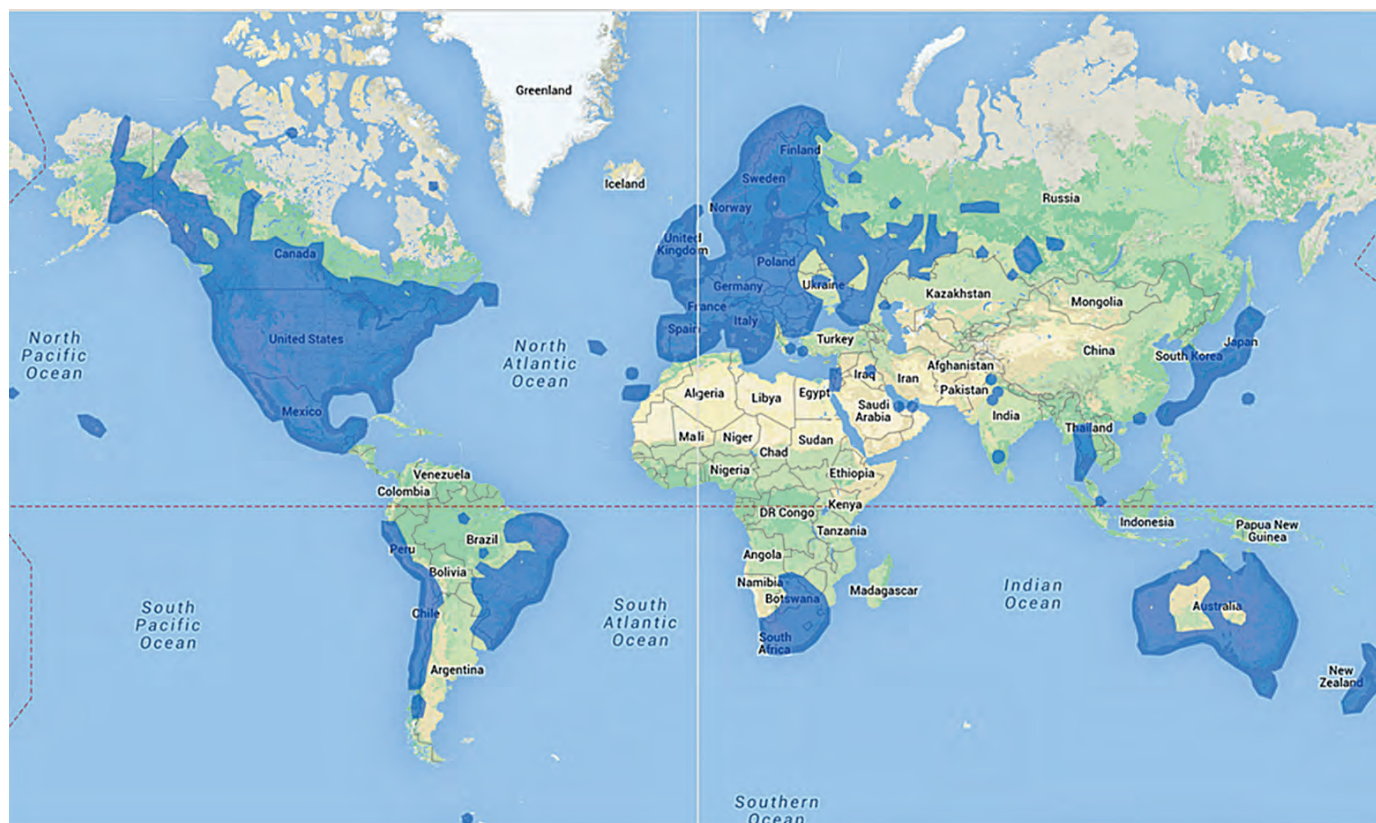 Greenland
Iceland
Finland
Sweden
Norway
Russia
United
Kingdom
Canada
Poland
Germany
Ukraine
France
Kazakhstan
Mongolia
Italy
Spain
United States
North
Pacific
Ocean
North
Atlantic
Ocean
Turkey
China
South Korea
Japan
Afghanistan
Iraq
Iran
Pakistan
Algeria
Libya
Egypt
Saudi
Arabia
India
Mexico
Mali
Niger
Sudan
Thailand
Chad
Venezuela
Nigeria
Ethiopia
Colombia
Kenya
DR Congo
Indonesia
Papua New
Guinea
Tanzania
Brazil
Peru
Angola
Bolivia
Namibia
Botswana
Madagascar
Indian
Ocean
South
Pacific
Ocean
Chile
South
Atlantic
Ocean
Australia
South
Africa
Argentina
New
Zealand
Southern
Ocean